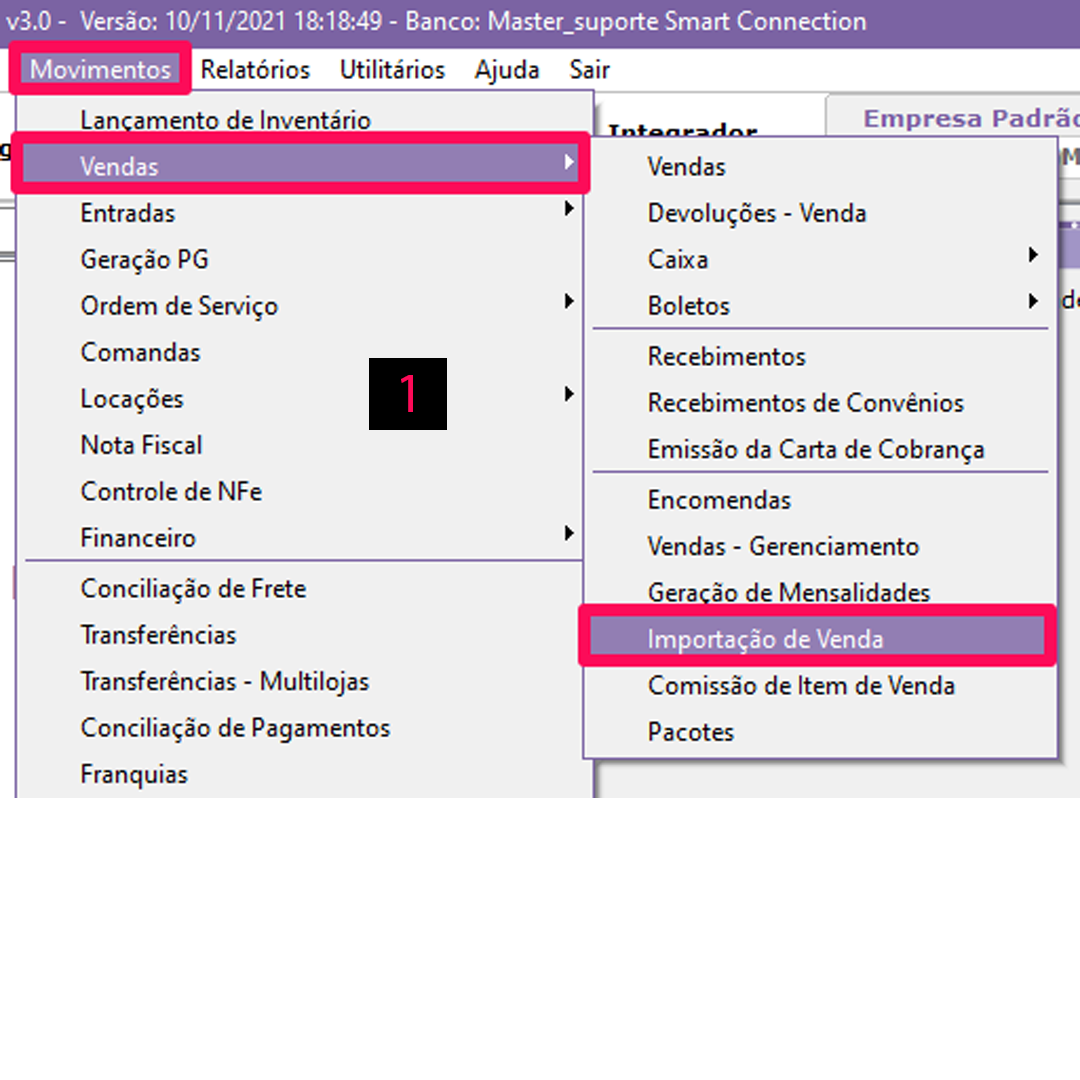 v3.0 - Versão: 10/11/2021 18:18:49 - Banco: Master_suporte Smart Connection
Movimentos Relatórios Utilitários Ajuda Sair
Integrador
Empresa Padrão
Lançamento de Inventário
Vendas
Entradas
Geração PG
Ordem de Serviço
Comandas
Locações
Nota Fiscal
Controle de NFe
Financeiro
Conciliação de Frete
Transferências
Transferências - Multilojas
Conciliação de Pagamentos
Franquias
1
Vendas
Devoluções - Venda
Caixa
Boletos
Recebimentos
Recebimentos de Convênios
Emissão da Carta de Cobrança
Encomendas
Vendas - Gerenciamento
Geração de Mensalidades
Importação de Venda
Comissão de Item de Venda
Pacotes